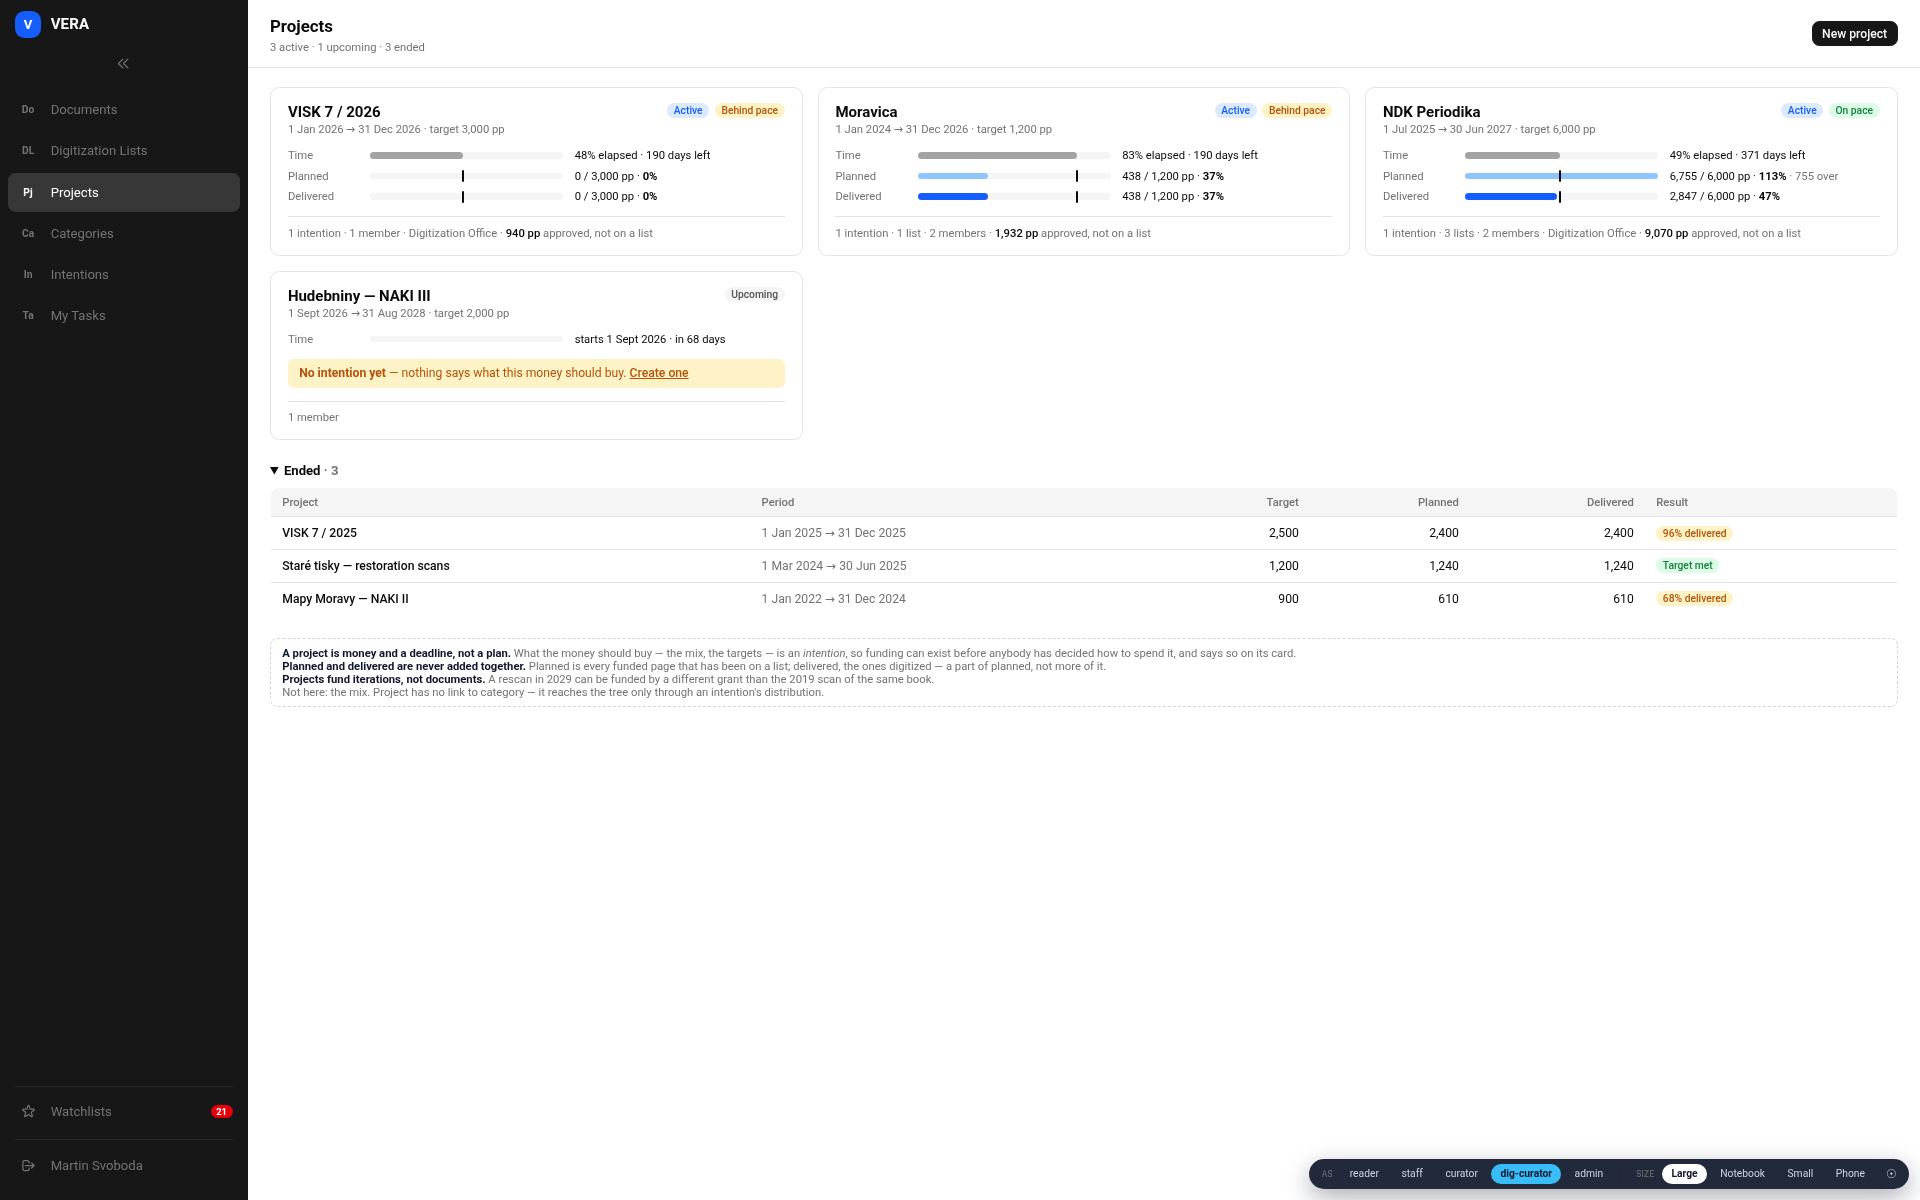 V VERA
Do Documents
DL Digitization Lists
Pj Projects
Ca Categories
In Intentions
Ta My Tasks
Watchlists 21
Martin Svoboda
Projects
3 active · 1 upcoming · 3 ended
New project
VISK 7 / 2026 Active Behind pace
1 Jan 2026 → 31 Dec 2026 · target 3,000 pp
Time 48% elapsed · 190 days left
Planned 0 / 3,000 pp · 0%
Delivered 0 / 3,000 pp · 0%
1 intention · 1 member · Digitization Office · 940 pp approved, not on a list
Moravica Active Behind pace
1 Jan 2024 → 31 Dec 2026 · target 1,200 pp
Time 83% elapsed · 190 days left
Planned 438 / 1,200 pp · 37%
Delivered 438 / 1,200 pp · 37%
1 intention · 1 list · 2 members · 1,932 pp approved, not on a list
NDK Periodika Active On pace
1 Jul 2025 → 30 Jun 2027 · target 6,000 pp
Time 49% elapsed · 371 days left
Planned 6,755 / 6,000 pp · 113% · 755 over
Delivered 2,847 / 6,000 pp · 47%
1 intention · 3 lists · 2 members · Digitization Office · 9,070 pp approved, not on a list
Hudebniny — NAKI III Upcoming
1 Sept 2026 → 31 Aug 2028 · target 2,000 pp
Time starts 1 Sept 2026 · in 68 days
No intention yet — nothing says what this money should buy. Create one
1 member
▼ Ended · 3
Project Period Target Planned Delivered Result
VISK 7 / 2025 1 Jan 2025 → 31 Dec 2025 2,500 2,400 2,400 96% delivered
Staré tisky — restoration scans 1 Mar 2024 → 30 Jun 2025 1,200 1,240 1,240 Target met
Mapy Moravy — NAKI II 1 Jan 2022 → 31 Dec 2024 900 610 610 68% delivered
A project is money and a deadline, not a plan. What the money should buy — the mix, the targets — is an intention, so funding can exist before anybody has decided how to spend it, and says so on its card.
Planned and delivered are never added together. Planned is every funded page that has been on a list; delivered, the ones digitized — a part of planned, not more of it.
Projects fund iterations, not documents. A rescan in 2029 can be funded by a different grant than the 2019 scan of the same book.
Not here: the mix. Project has no link to category — it reaches the tree only through an intention's distribution.
AS reader staff curator dig-curator admin SIZE Large Notebook Small Phone